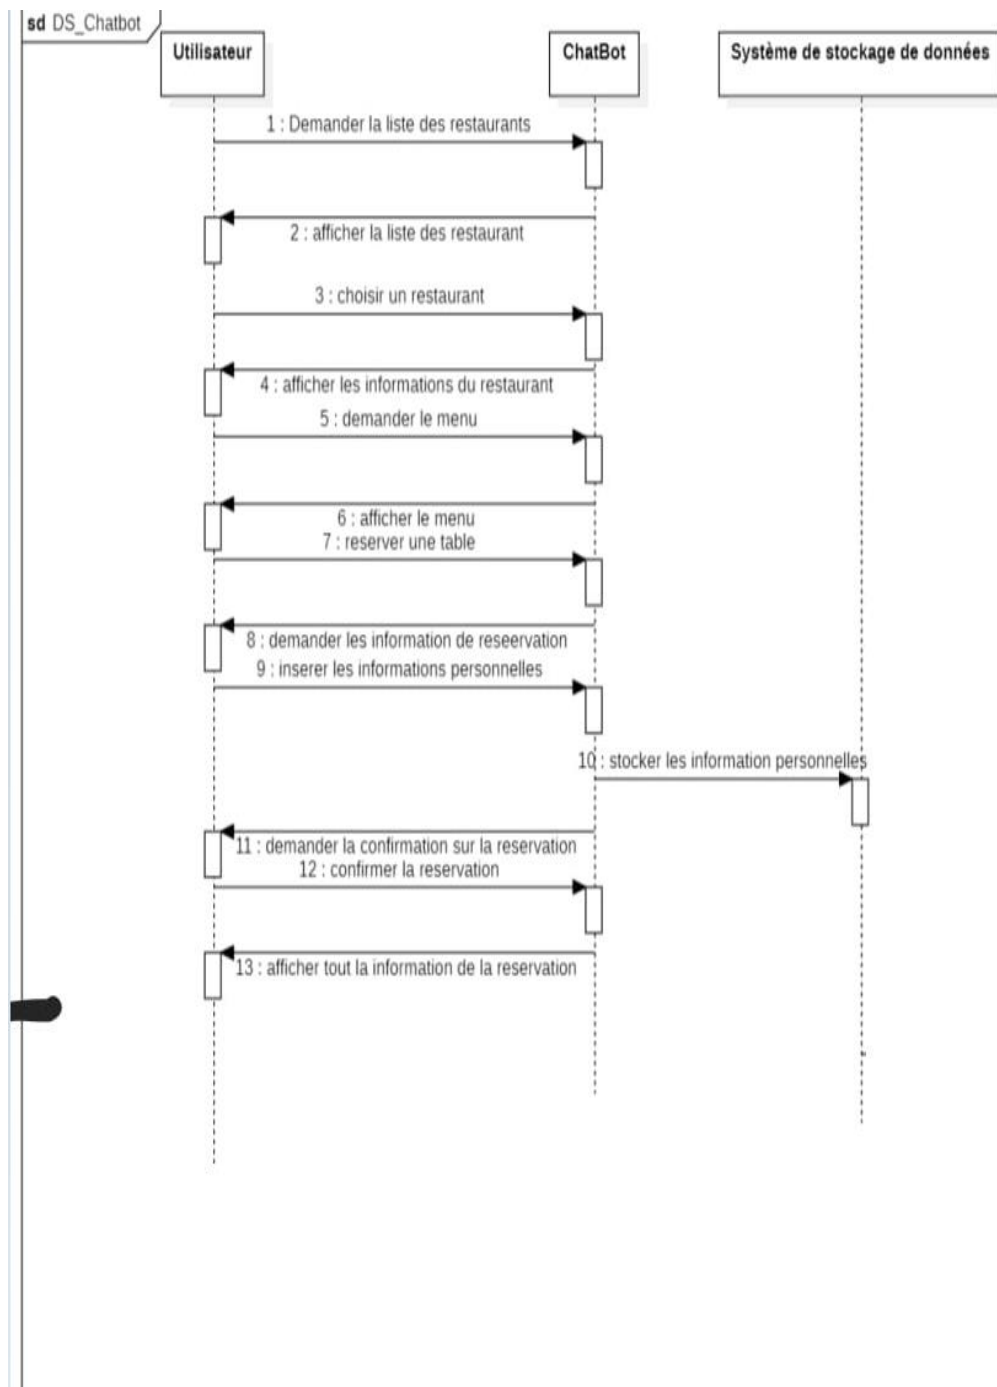 sd DS_Chatbot
Utilisateur
ChatBot
Système de stockage de données
1 : Demander la liste des restaurants
2 : afficher la liste des restaurant
3 : choisir un restaurant
4 : afficher les informations du restaurant
5 : demander le menu
6 : afficher le menu
7 : reserver une table
8 : demander les information de reseervation
9 : inserer les informations personnelles
10 : stocker les information personnelles
11 : demander la confirmation sur la reservation
12 : confirmer la reservation
13 : afficher tout la information de la reservation